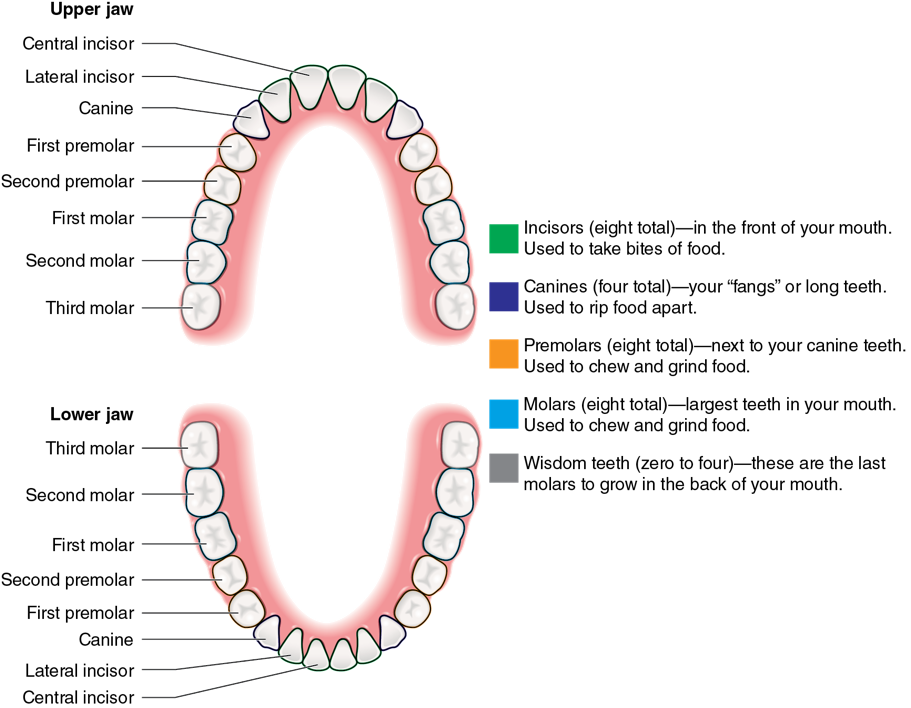 Upper jaw
Central incisor
Lateral incisor
Canine
First premolar
Second premolar
First molar
Second molar
Third molar
Incisors (eight total)—in the front of your mouth.
Used to take bites of food.
Canines (four total)—your “fangs” or long teeth.
Used to rip food apart.
Premolars (eight total)—next to your canine teeth.
Used to chew and grind food.
Molars (eight total)—largest teeth in your mouth.
Used to chew and grind food.
Wisdom teeth (zero to four)—these are the last
molars to grow in the back of your mouth.
Lower jaw
Third molar
Second molar
First molar
Second premolar
First premolar
Canine
Lateral incisor
Central incisor